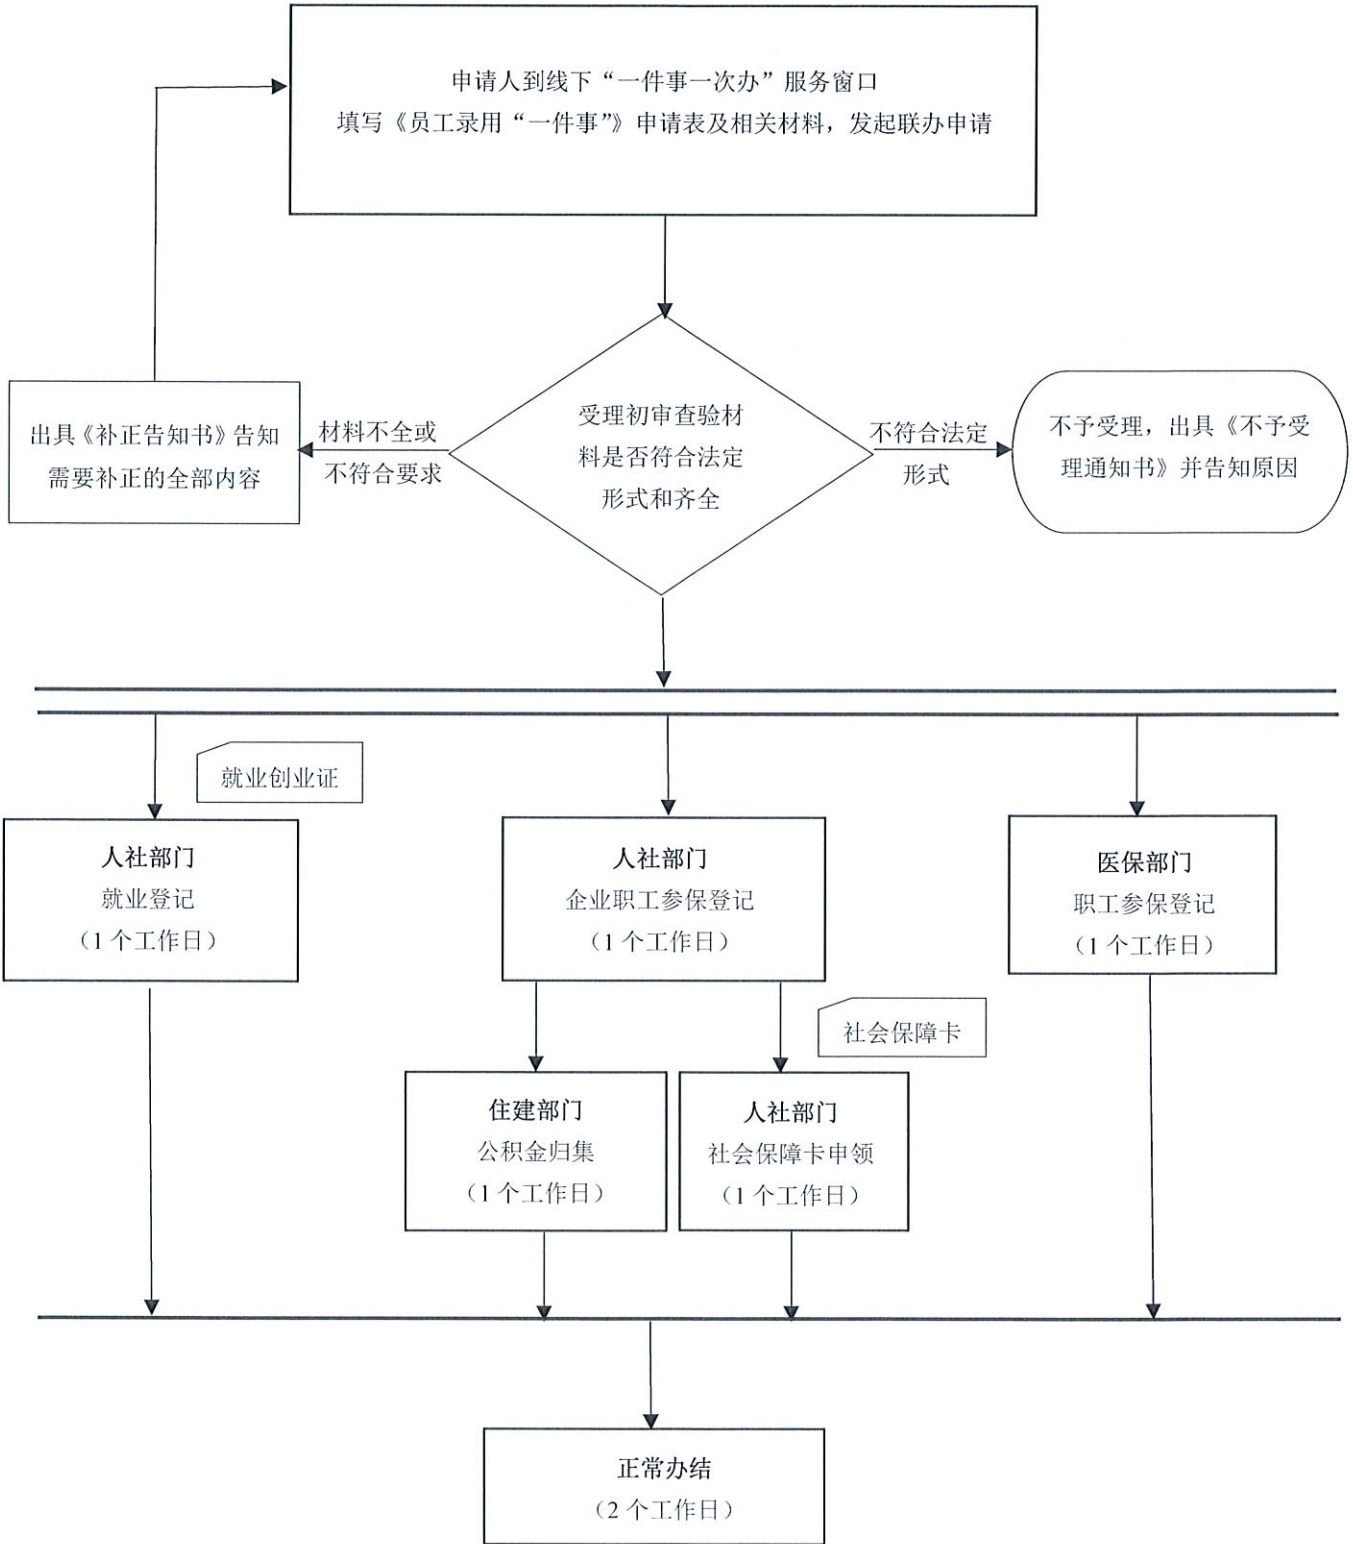 申请人到线下“一件事一次办”服务窗口
填写《员工录用“一件事”》申请表及相关材料，发起联办申请
出具《补正告知书》告知
需要补正的全部内容
材料不全或
不符合要求
受理初审查验材
料是否符合法定
形式和齐全
不符合法定
形式
不予受理，出具《不予受
理通知书》并告知原因
就业创业证
人社部门
就业登记
（1 个工作日）
人社部门
企业职工参保登记
（1 个工作日）
医保部门
职工参保登记
（1 个工作日）
社会保障卡
住建部门
公积金归集
（1 个工作日）
人社部门
社会保障卡申领
（1 个工作日）
正常办结
（2 个工作日）